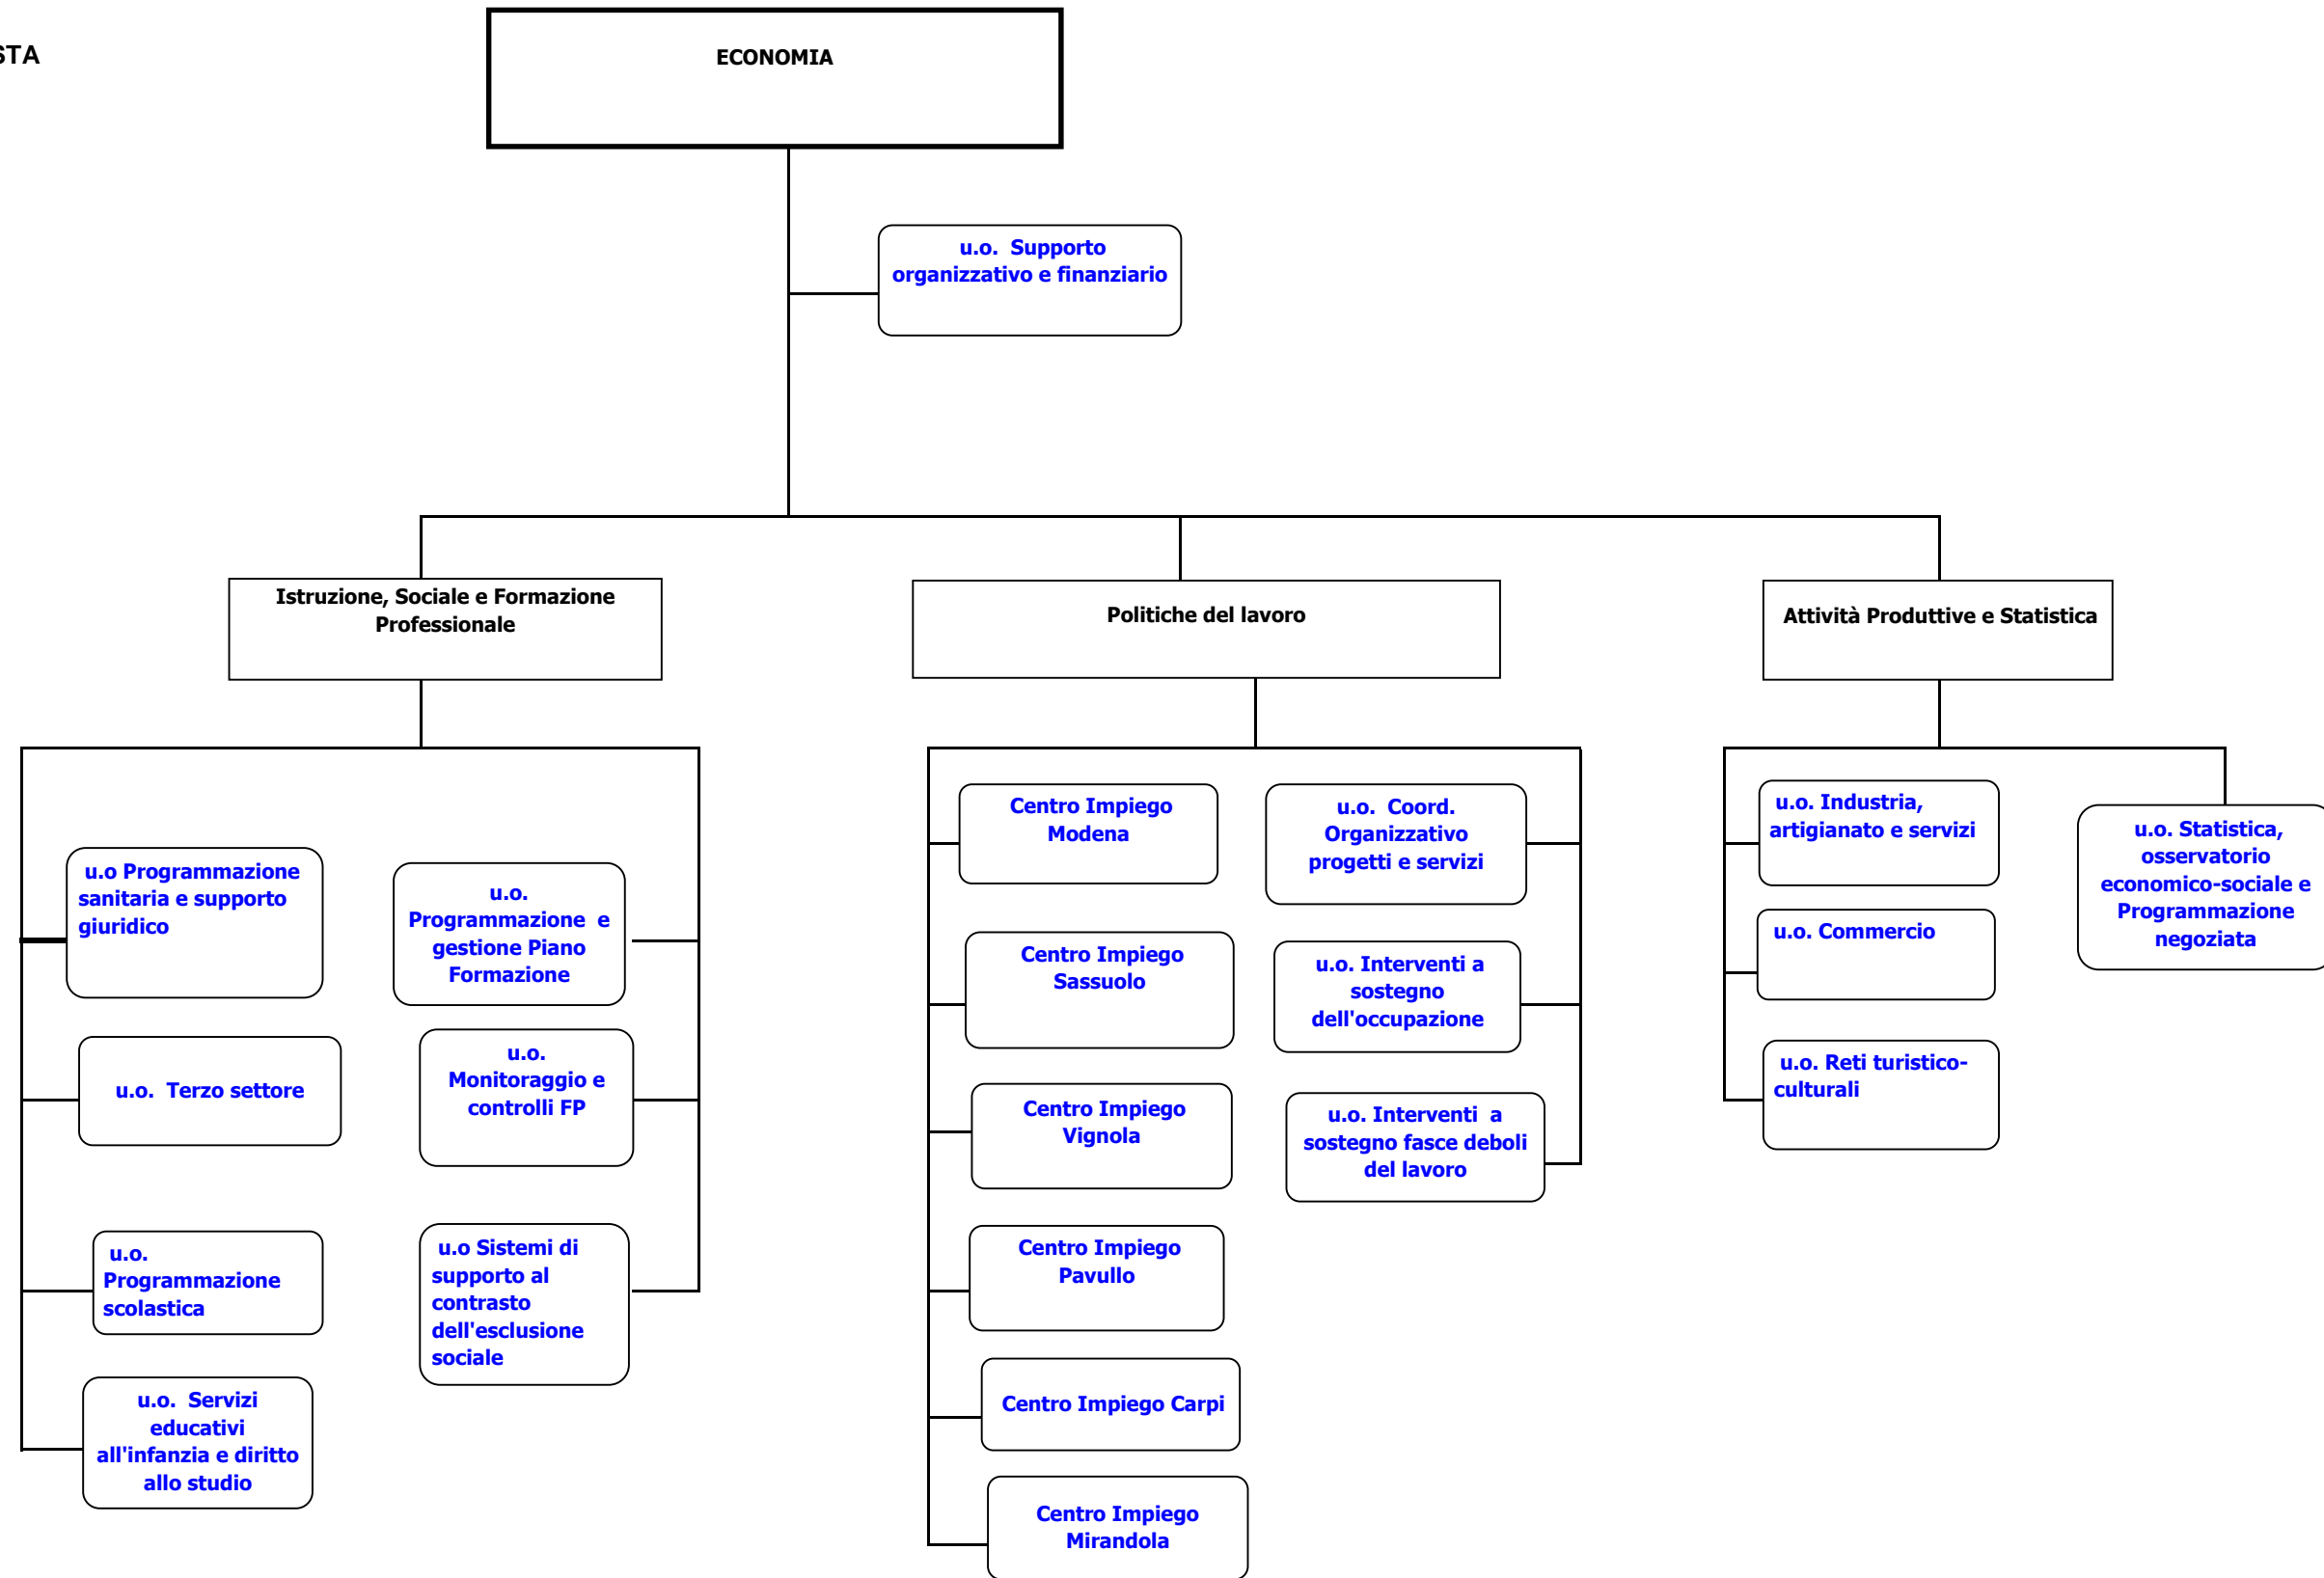 STA
ECONOMIA
u.o. Supporto
organizzativo e finanziario
Istruzione, Sociale e Formazione
Professionale
Politiche del lavoro
Attività Produttive e Statistica
u.o Programmazione
sanitaria e supporto
giuridico
u.o. Terzo settore
u.o.
Programmazione
scolastica
u.o. Servizi
educativi
all'infanzia e diritto
allo studio
u.o.
Programmazione e
gestione Piano
Formazione
u.o.
Monitoraggio e
controlli FP
u.o Sistemi di
supporto al
contrasto
dell'esclusione
sociale
Centro Impiego
Modena
Centro Impiego
Sassuolo
Centro Impiego
Vignola
Centro Impiego
Pavullo
Centro Impiego Carpi
Centro Impiego
Mirandola
u.o. Coord.
Organizzativo
progetti e servizi
u.o. Interventi a
sostegno
dell'occupazione
u.o. Interventi a
sostegno fasce deboli
del lavoro
u.o. Industria,
artigianato e servizi
u.o. Commercio
u.o. Reti turistico-
culturali
u.o. Statistica,
osservatorio
economico-sociale e
Programmazione
negoziata